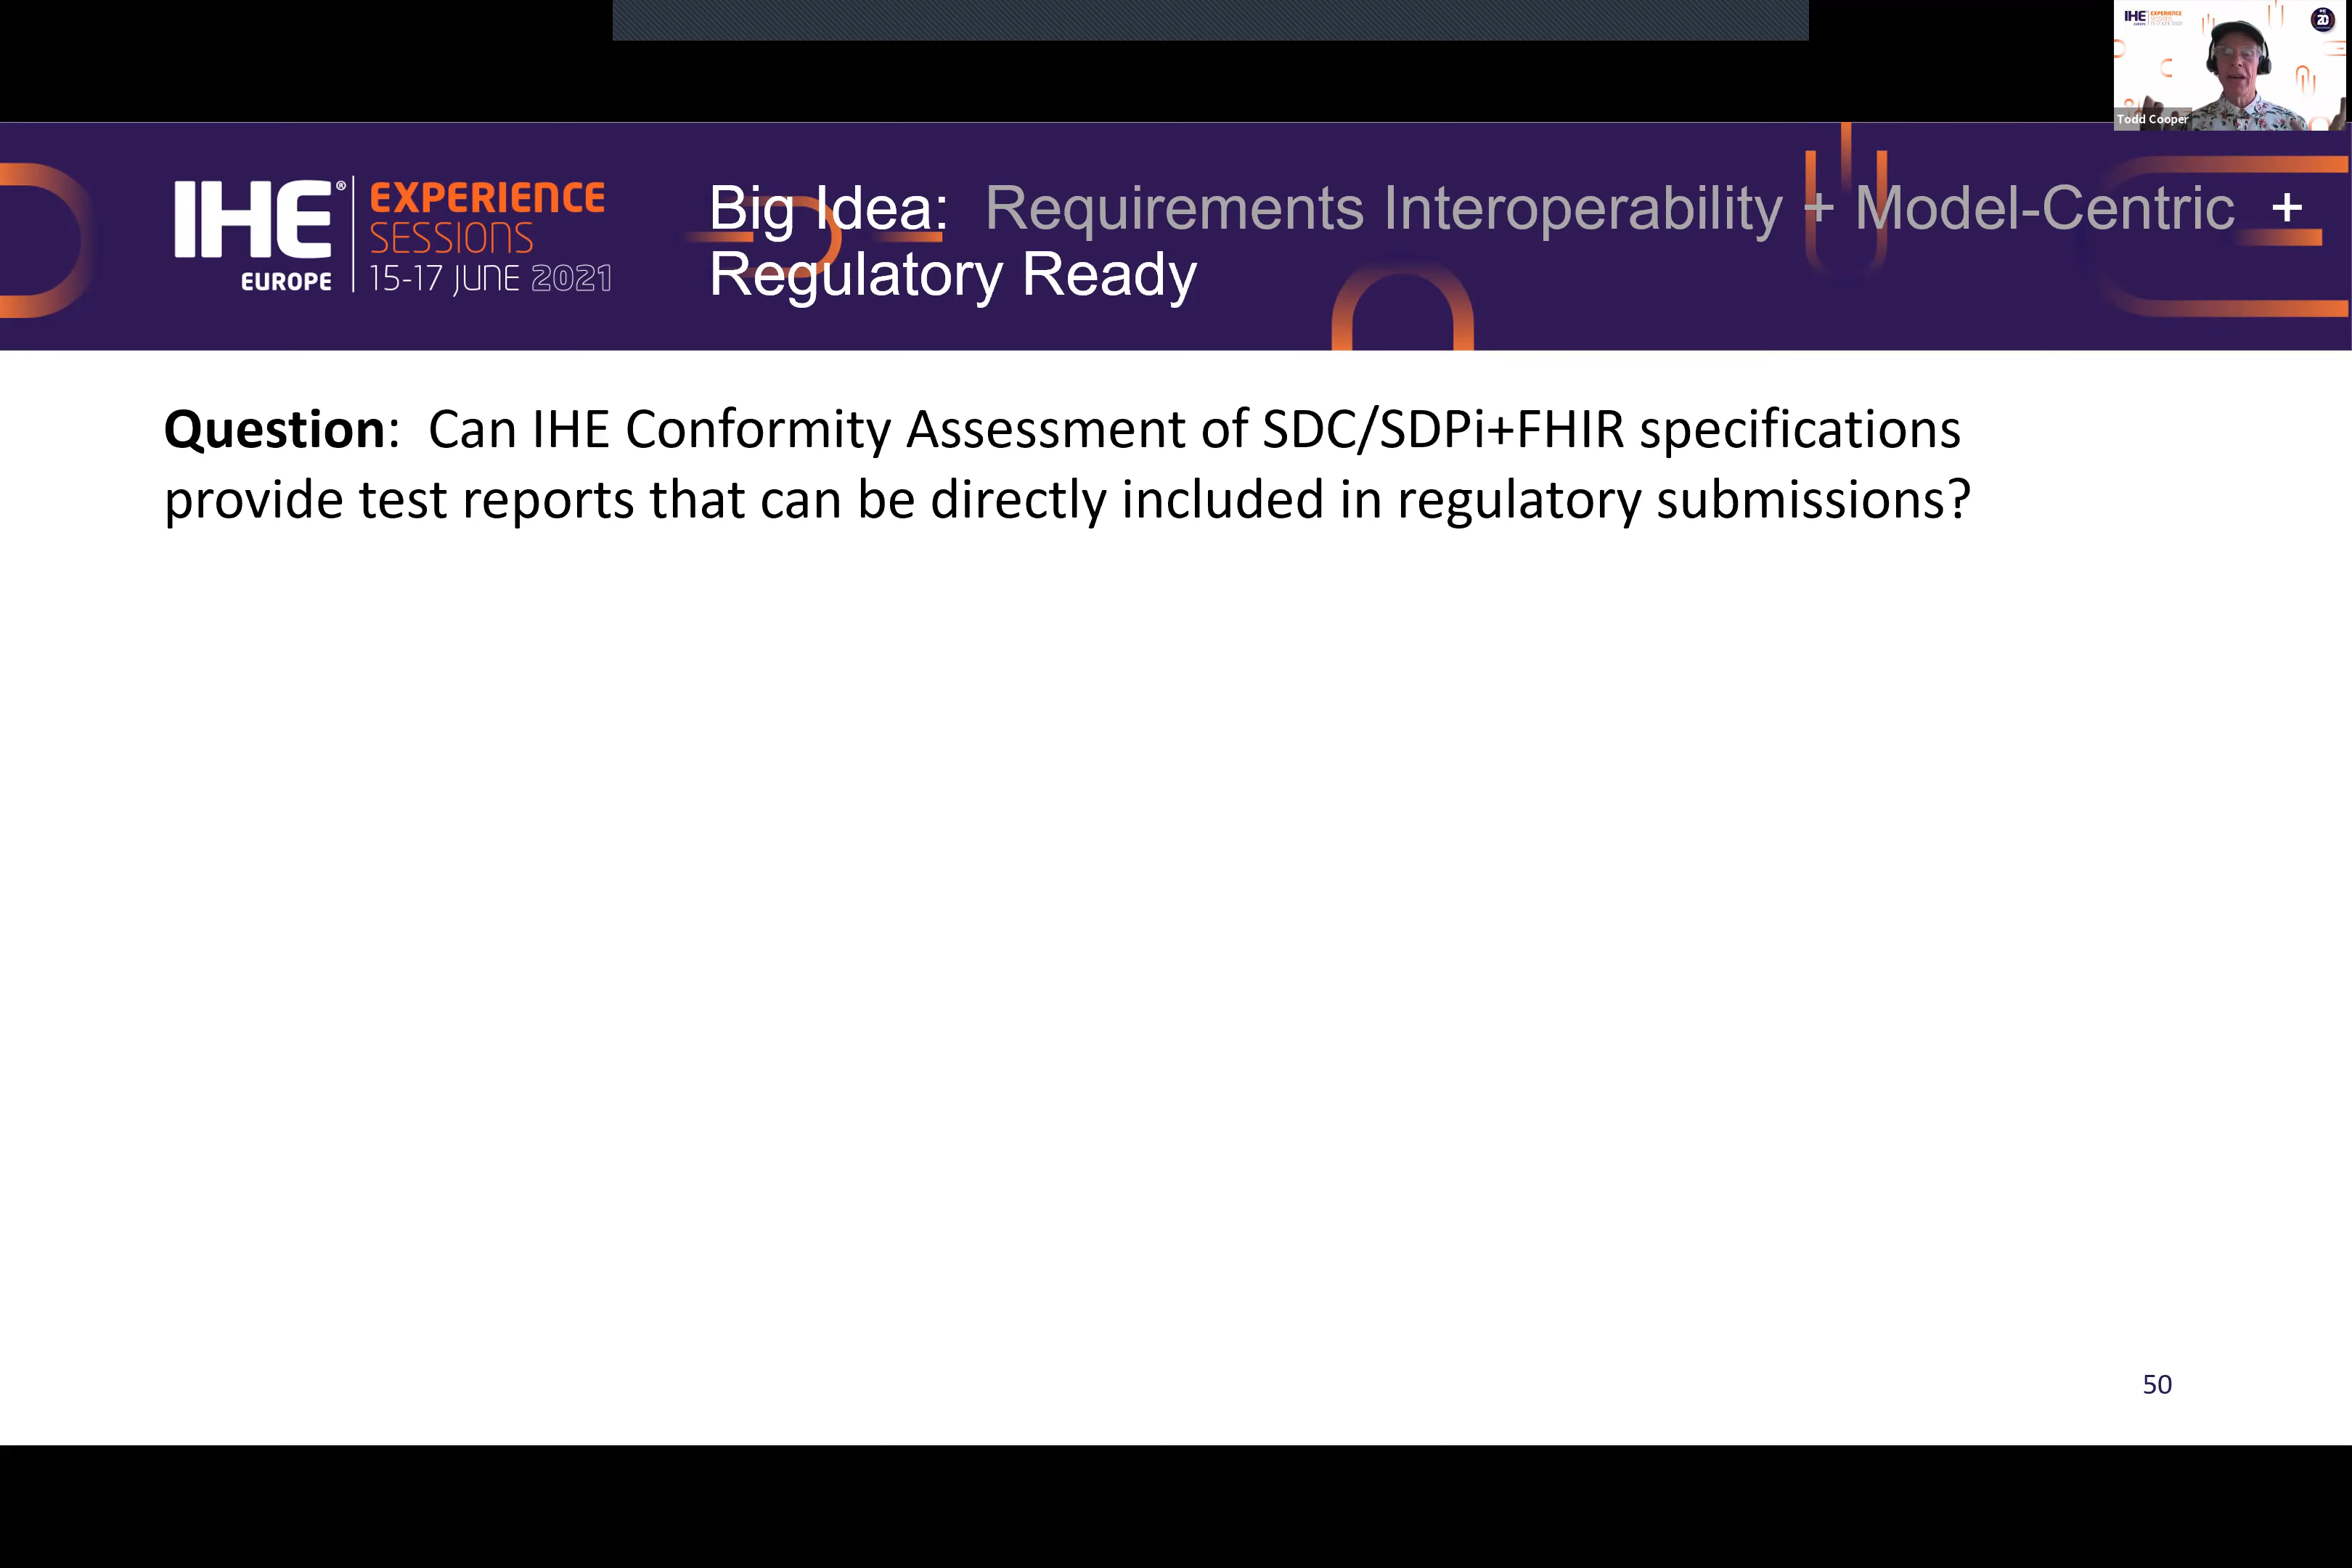 IHE EXPERIENCE
Todd Cooper
IHE® EUROPE
EXPERIENCE
SESSIONS
15-17 JUNE 2021
Big Idea: Requirements Interoperability + Model-Centric +
Regulatory Ready
Question: Can IHE Conformity Assessment of SDC/SDPi+FHIR specifications
provide test reports that can be directly included in regulatory submissions?
50